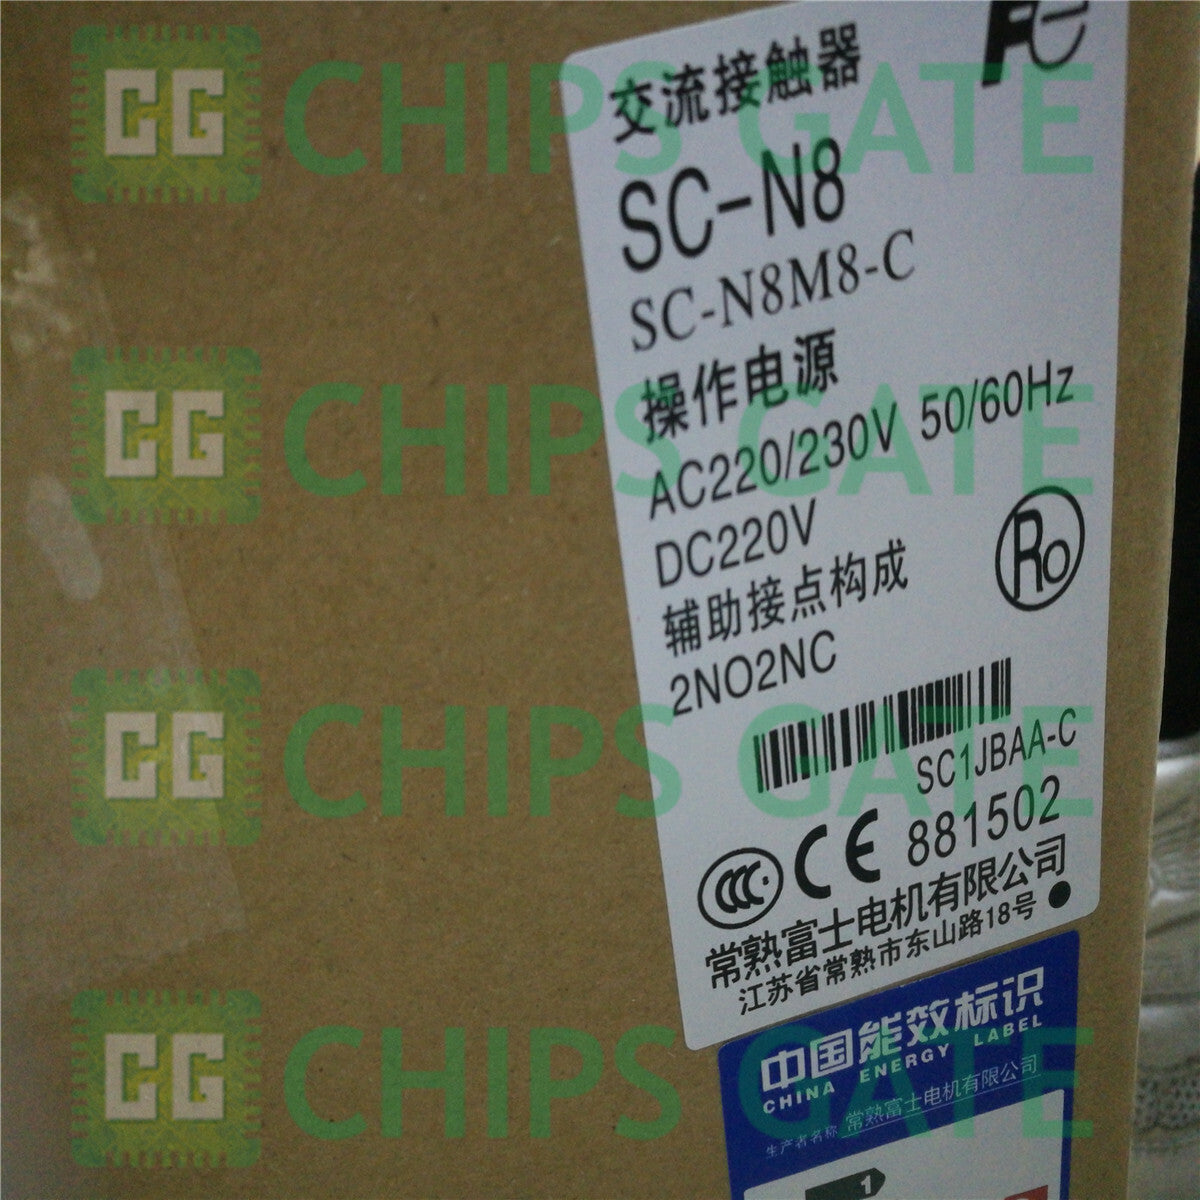 CG CHIPS GATE
Fe
交流接触器
SC-N8
SC-N8M8-C
操作电源
CG CHIPS GATE
AC220/230V 50/60Hz
DC220V
Ro
辅助接点构成
2NO2NC
CG CHIPS GATE
SC1JBAA-C
CCC CE 881502
常熟富士电机有限公司
江苏省常熟市东山路18号
中国能效标识
CHINA ENERGY LABEL
CG CHIPS GATE
生产者名称 常熟富士电机有限公司
1